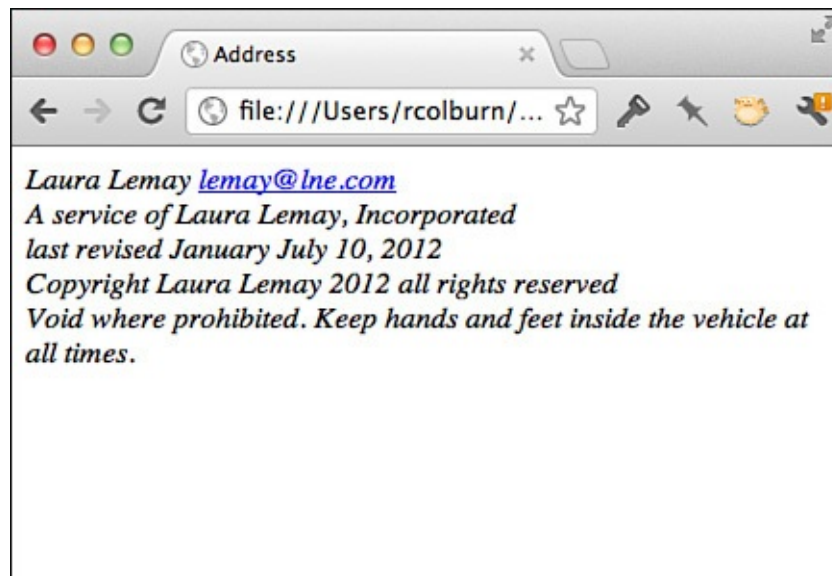 Address
file:///Users/rcolburn/...
Laura Lemay lemay@lne.com
A service of Laura Lemay, Incorporated
last revised January July 10, 2012
Copyright Laura Lemay 2012 all rights reserved
Void where prohibited. Keep hands and feet inside the vehicle at
all times.